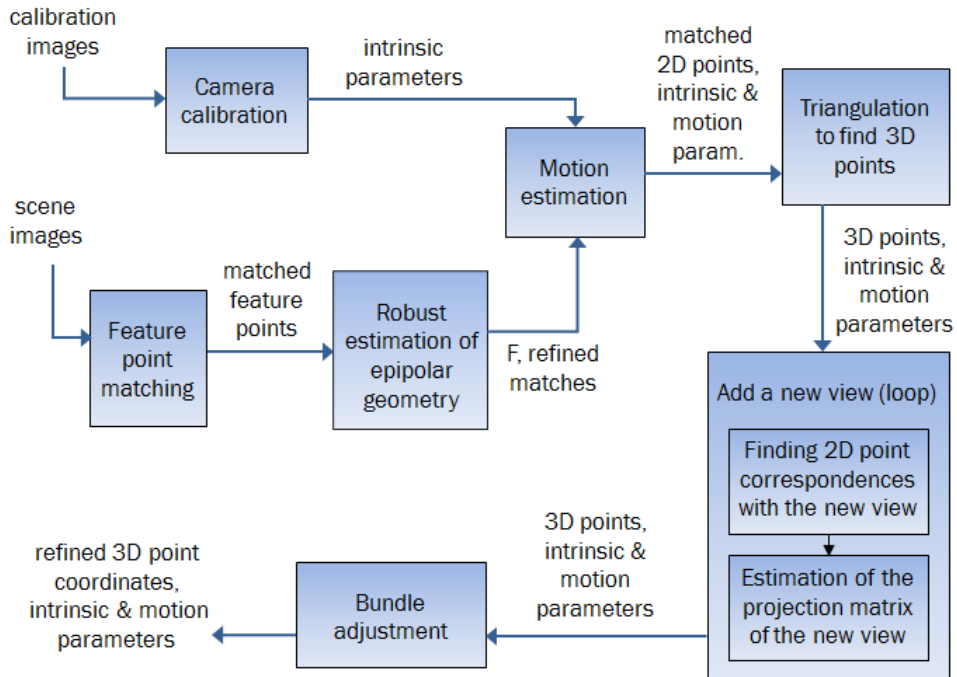 calibration
images
Camera
calibration
intrinsic
parameters
matched
2D points,
intrinsic &
motion
param.
Triangulation
to find 3D
points
Motion
estimation
scene
images
Feature
point
matching
matched
feature
points
Robust
estimation of
epipolar
geometry
F, refined
matches
3D points,
intrinsic &
motion
parameters
Add a new view (loop)
Finding 2D point
correspondences
with the new view
Estimation of the
projection matrix
of the new view
3D points,
intrinsic &
motion
parameters
Bundle
adjustment
refined 3D point
coordinates,
intrinsic & motion
parameters